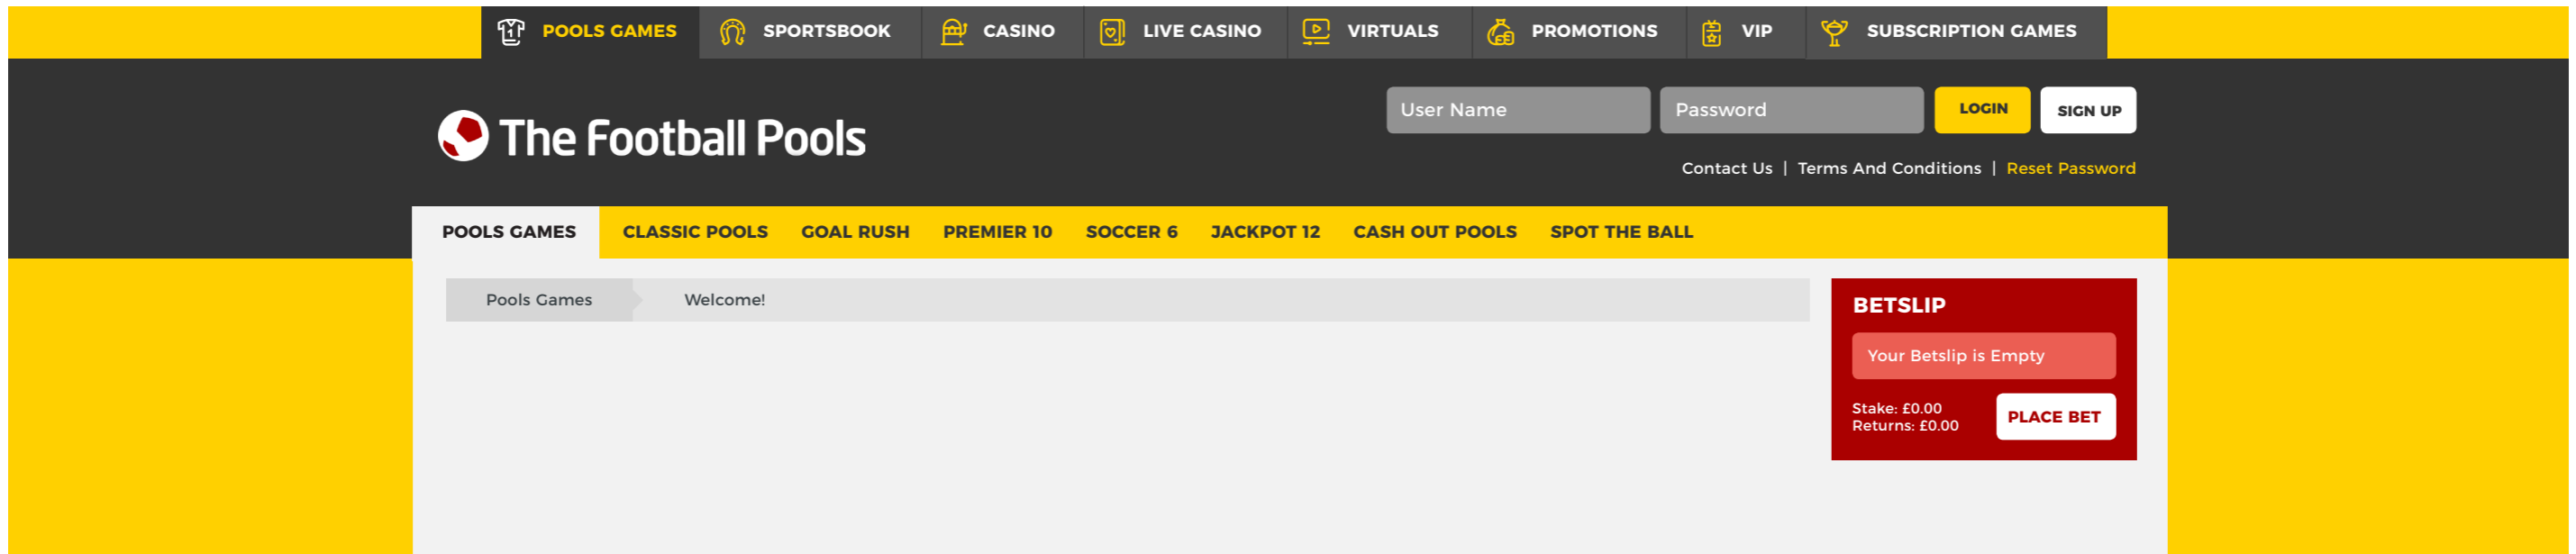 POOLS GAMES SPORTSBOOK CASINO LIVE CASINO VIRTUALS PROMOTIONS VIP SUBSCRIPTION GAMES
The Football Pools
User Name Password LOGIN SIGN UP
Contact Us | Terms And Conditions | Reset Password
POOLS GAMES CLASSIC POOLS GOAL RUSH PREMIER 10 SOCCER 6 JACKPOT 12 CASH OUT POOLS SPOT THE BALL
Pools Games Welcome!
BETSLIP
Your Betslip is Empty
Stake: £0.00
Returns: £0.00
PLACE BET